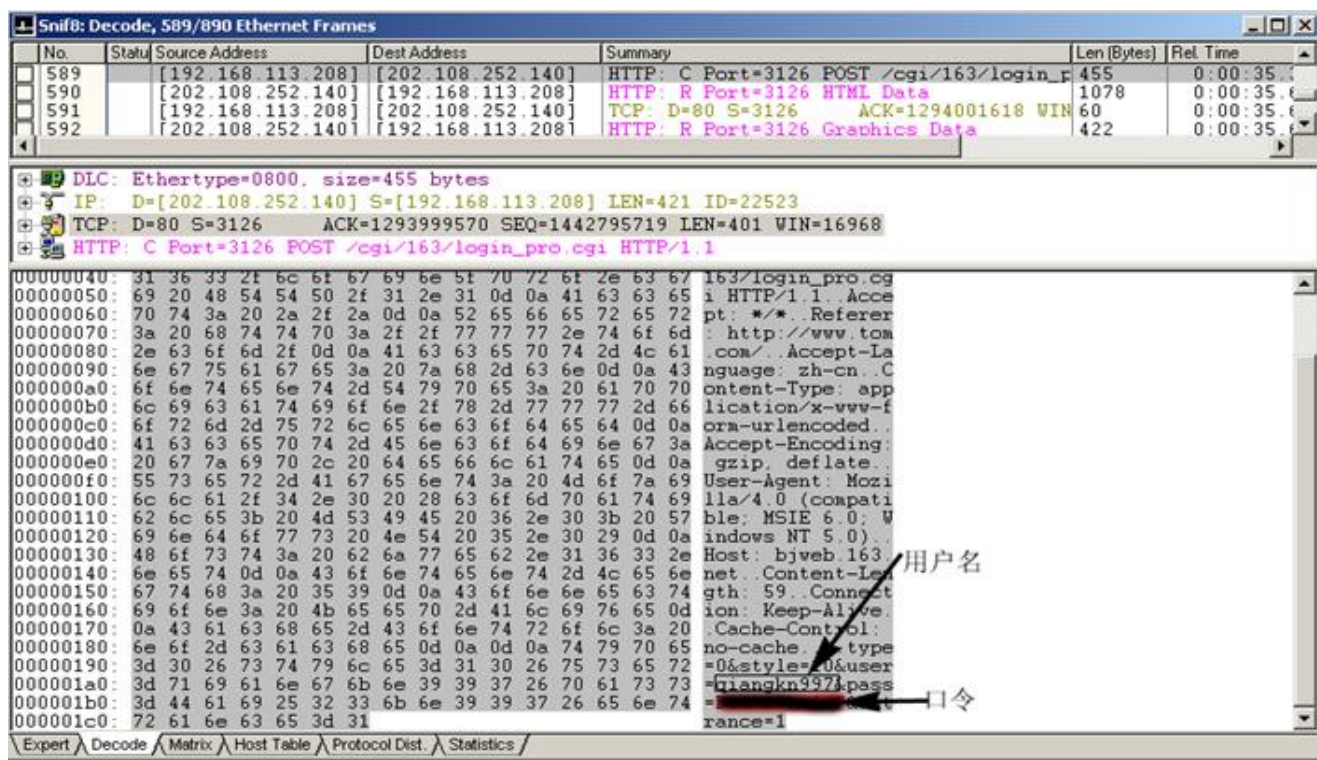 Snif8: Decode, 589/890 Ethernet Frames
No. Statu Source Address Dest Address Summary Len (Bytes) Rel. Time
589 [192.168.113.208] [202.108.252.140] HTTP: C Port=3126 POST /cgi/163/login_p 455 0:00:35.
590 [202.108.252.140] [192.168.113.208] HTTP: R Port=3126 HTML Data 1078 0:00:35.
591 [192.168.113.208] [202.108.252.140] TCP: D=80 S=3126 ACK=1294001618 WIN 60 0:00:35.
592 [202.108.252.140] [192.168.113.208] HTTP: R Port=3126 Graphics Data 422 0:00:35.
DLC: Ethertype=0800, size=455 bytes
IP: D=[202.108.252.140] S=[192.168.113.208] LEN=421 ID=22523
TCP: D=80 S=3126 ACK=1293999570 SEQ=1442795719 LEN=401 WIN=16968
HTTP: C Port=3126 POST /cgi/163/login_pro.cgi HTTP/1.1
00000040: 31 36 33 2f 6c 6f 67 69 6e 5f 70 72 6f 2e 63 67 163/login_pro.cg
00000050: 69 20 48 54 54 50 2f 31 2e 31 0d 0a 41 63 63 65 i HTTP/1.1..Acce
00000060: 70 74 3a 20 2a 2f 2a 0d 0a 52 65 66 65 72 65 72 pt: */*..Referer
00000070: 3a 20 68 74 74 70 3a 2f 2f 77 77 77 2e 74 6f 6d : http://www.tom
00000080: 2e 63 6f 6d 2f 0d 0a 41 63 63 65 70 74 2d 4c 61 .com/..Accept-La
00000090: 6e 67 75 61 67 65 3a 20 7a 68 2d 63 6e 0d 0a 43 nguage: zh-cn..C
000000a0: 6f 6e 74 65 6e 74 2d 54 79 70 65 3a 20 61 70 70 ontent-Type: app
000000b0: 6c 69 63 61 74 69 6f 6e 2f 78 2d 77 77 77 2d 66 lication/x-www-f
000000c0: 6f 72 6d 2d 75 72 6c 65 6e 63 6f 64 65 64 0d 0a orm-urlencoded..
000000d0: 41 63 63 65 70 74 2d 45 6e 63 6f 64 69 6e 67 3a Accept-Encoding:
000000e0: 20 67 7a 69 70 2c 20 64 65 66 6c 61 74 65 0d 0a gzip, deflate..
000000f0: 55 73 65 72 2d 41 67 65 6e 74 3a 20 4d 6f 7a 69 User-Agent: Mozi
00000100: 6c 6c 61 2f 34 2e 30 20 28 63 6f 6d 70 61 74 69 lla/4.0 (compati
00000110: 62 6c 65 3b 20 4d 53 49 45 20 36 2e 30 3b 20 57 ble; MSIE 6.0; W
00000120: 69 6e 64 6f 77 73 20 4e 54 20 35 2e 30 29 0d 0a indows NT 5.0)..
00000130: 48 6f 73 74 3a 20 62 6a 77 65 62 2e 31 36 33 2e Host: bjweb.163.
用户名
00000140: 6e 65 74 0d 0a 43 6f 6e 74 65 6e 74 2d 4c 65 6e net..Content-Len
00000150: 67 74 68 3a 20 35 39 0d 0a 43 6f 6e 6e 65 63 74 gth: 59..Connect
00000160: 69 6f 6e 3a 20 4b 65 65 70 2d 41 6c 69 76 65 0d ion: Keep-Alive.
00000170: 0a 43 61 63 68 65 2d 43 6f 6e 74 72 6f 6c 3a 20 .Cache-Control:
00000180: 6e 6f 2d 63 61 63 68 65 0d 0a 0d 0a 74 79 70 65 no-cache....type
00000190: 3d 30 26 73 74 79 6c 65 3d 31 30 26 75 73 65 72 =0&style=10&user
000001a0: 3d 71 69 61 6e 67 6b 6e 39 39 37 26 70 61 73 73 =qiangkn997&pass
000001b0: 3d 44 61 69 25 32 33 6b 6e 39 39 37 26 65 6e 74 =
口令
000001c0: 72 61 6e 63 65 3d 31 rance=1
Expert Decode Matrix Host Table Protocol Dist. Statistics